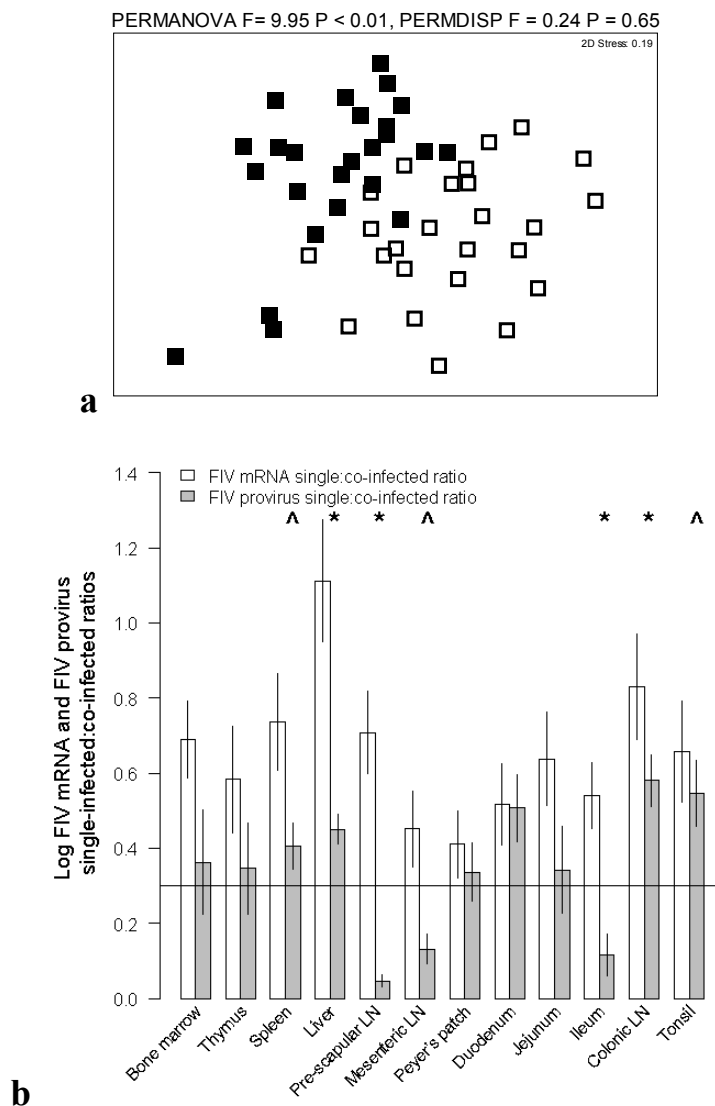 PERMANOVA F= 9.95 P < 0.01, PERMDISP F = 0.24 P = 0.65
2D Stress: 0.19
a
1.4
1.2
1.0
0.8
0.6
0.4
0.2
0.0
Log FIV mRNA and FIV provirus
single-infected:co-infected ratios
FIV mRNA single:co-infected ratio
FIV provirus single:co-infected ratio
^ * * ^ * * ^
Bone marrow
Thymus
Spleen
Liver
Pre-scapular LN
Mesenteric LN
Peyer's patch
Duodenum
Jejunum
Ileum
Colonic LN
Tonsil
b